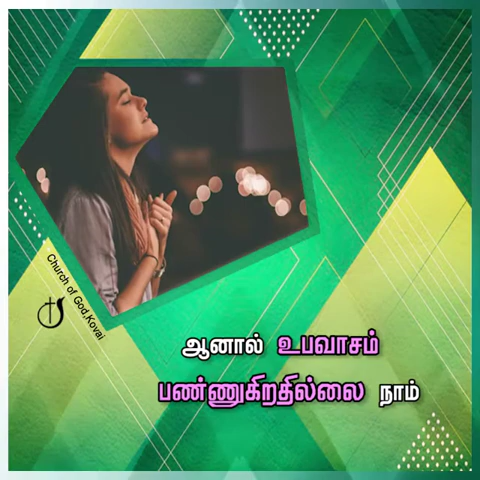 Church of God,Kovai
ஆனால் உபவாசம்
பண்ணுகிறதில்லை நாம்